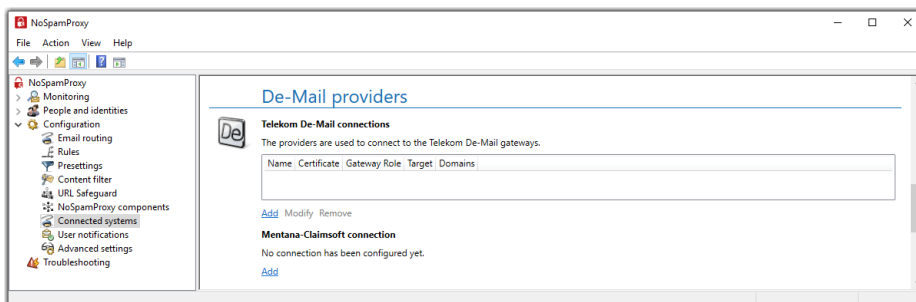 NoSpamProxy
File Action View Help
NoSpamProxy
Monitoring
People and identities
Configuration
Email routing
Rules
Presettings
Content filter
URL Safeguard
NoSpamProxy components
Connected systems
User notifications
Advanced settings
Troubleshooting
De-Mail providers
De
Telekom De-Mail connections
The providers are used to connect to the Telekom De-Mail gateways.
Name Certificate Gateway Role Target Domains
Add Modify Remove
Mentana-Claimsoft connection
No connection has been configured yet.
Add